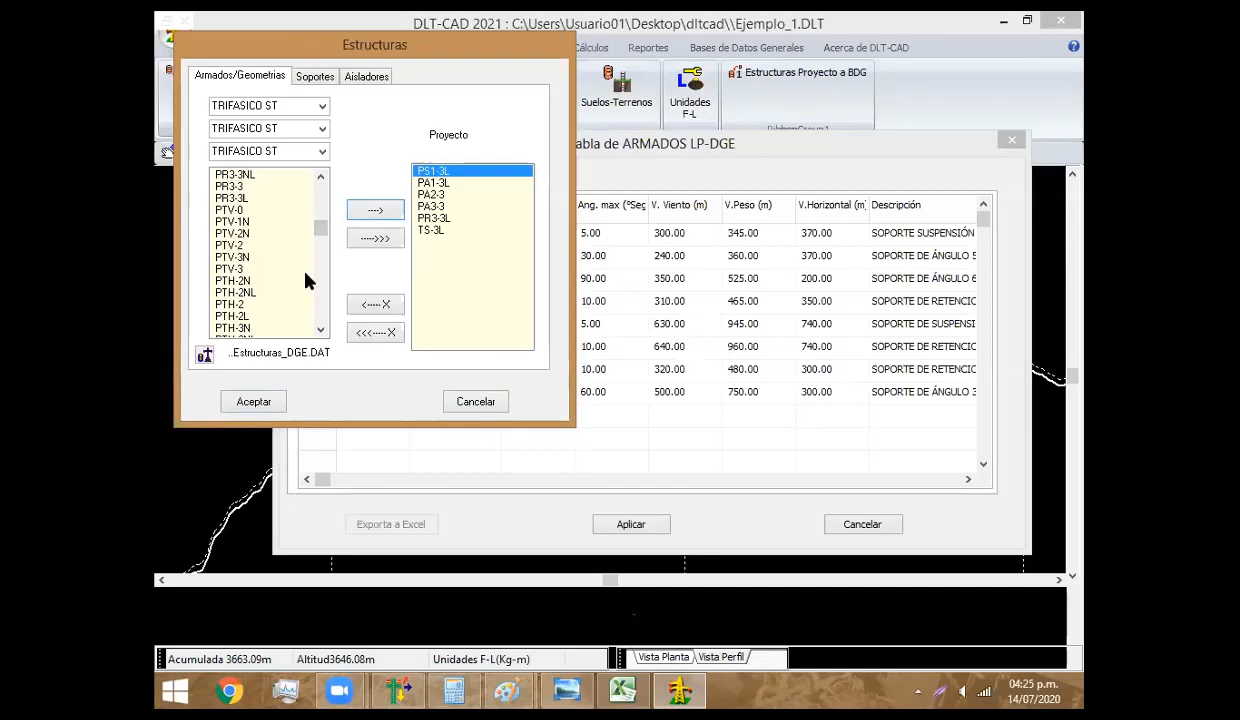 DLT-CAD 2021 : C:\Users\Usuario01\Desktop\dltcad\\Ejemplo_1.DLT
Estructuras
Cálculos Reportes Bases de Datos Generales Acerca de DLT-CAD
Armados/Geometrias Soportes Aisladores
Suelos-Terrenos
Unidades
F-L
Estructuras Proyecto a BDG
RibbonGroup1
TRIFASICO ST
TRIFASICO ST
TRIFASICO ST
Proyecto
PR3-3NL
PR3-3
PR3-3L
PTV-0
PTV-1N
PTV-2N
PTV-2
PTV-3N
PTV-3
PTH-2N
PTH-2NL
PTH-2
PTH-2L
PTH-3N
---->
----->>>
<-----X
<<<-----X
PS1-3L
PA1-3L
PA2-3
PA3-3
PR3-3L
TS-3L
..Estructuras_DGE.DAT
Aceptar Cancelar
abla de ARMADOS LP-DGE
Ang. max (°Seg V. Viento (m) V.Peso (m) V.Horizontal (m) Descripción
5.00 300.00 345.00 370.00 SOPORTE SUSPENSIÓN
30.00 240.00 360.00 370.00 SOPORTE DE ÁNGULO 5
90.00 350.00 525.00 200.00 SOPORTE DE ÁNGULO 6
10.00 310.00 465.00 350.00 SOPORTE DE RETENCIO
5.00 630.00 945.00 740.00 SOPORTE DE SUSPENSI
10.00 640.00 960.00 740.00 SOPORTE DE RETENCIO
10.00 320.00 480.00 300.00 SOPORTE DE RETENCIO
60.00 500.00 750.00 300.00 SOPORTE DE ÁNGULO 3
Exporta a Excel Aplicar Cancelar
Acumulada 3663.09m Altitud3646.08m Unidades F-L(Kg-m) Vista Planta Vista Perfil
04:25 p.m.
14/07/2020